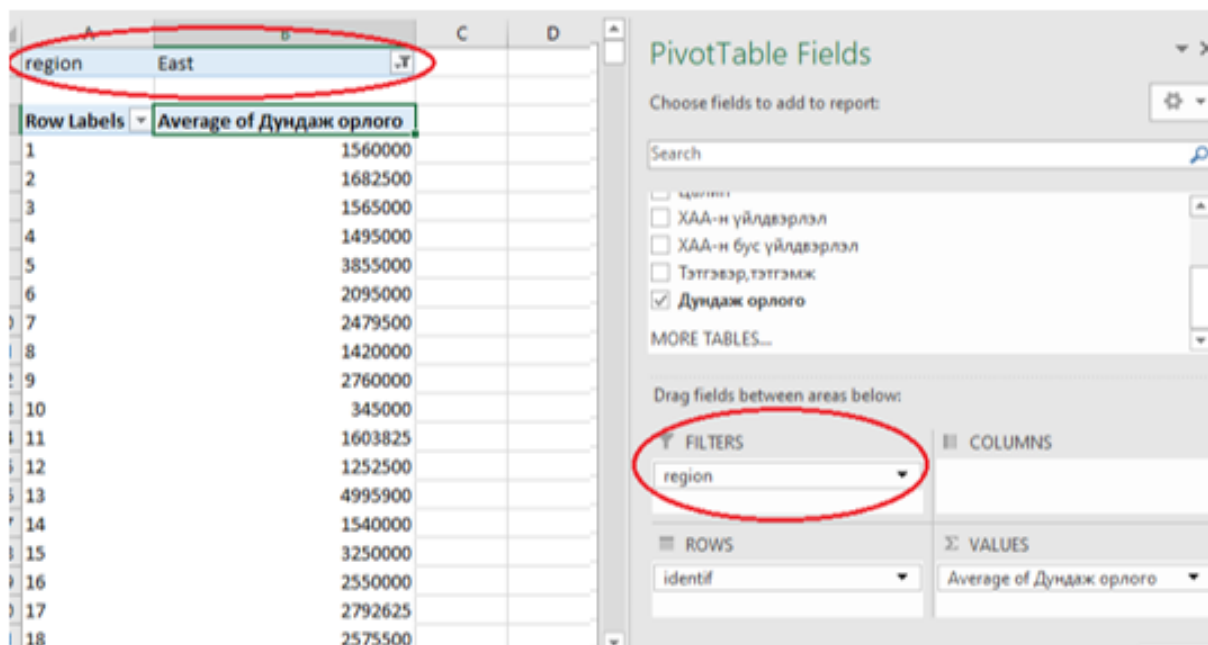 A B C D
region East
Row Labels Average of Дундаж орлого
1 1560000
2 1682500
3 1565000
4 1495000
5 3855000
6 2095000
7 2479500
8 1420000
9 2760000
10 345000
11 1603825
12 1252500
13 4995900
14 1540000
15 3250000
16 2550000
17 2792625
18 2575500
PivotTable Fields
Choose fields to add to report:
Search
ХАА-н үйлдвэрлэл
ХАА-н бус үйлдвэрлэл
Тэтгэвэр,тэтгэмж
Дундаж орлого
MORE TABLES...
Drag fields between areas below:
FILTERS
region
COLUMNS
ROWS
identif
Σ VALUES
Average of Дундаж орлого